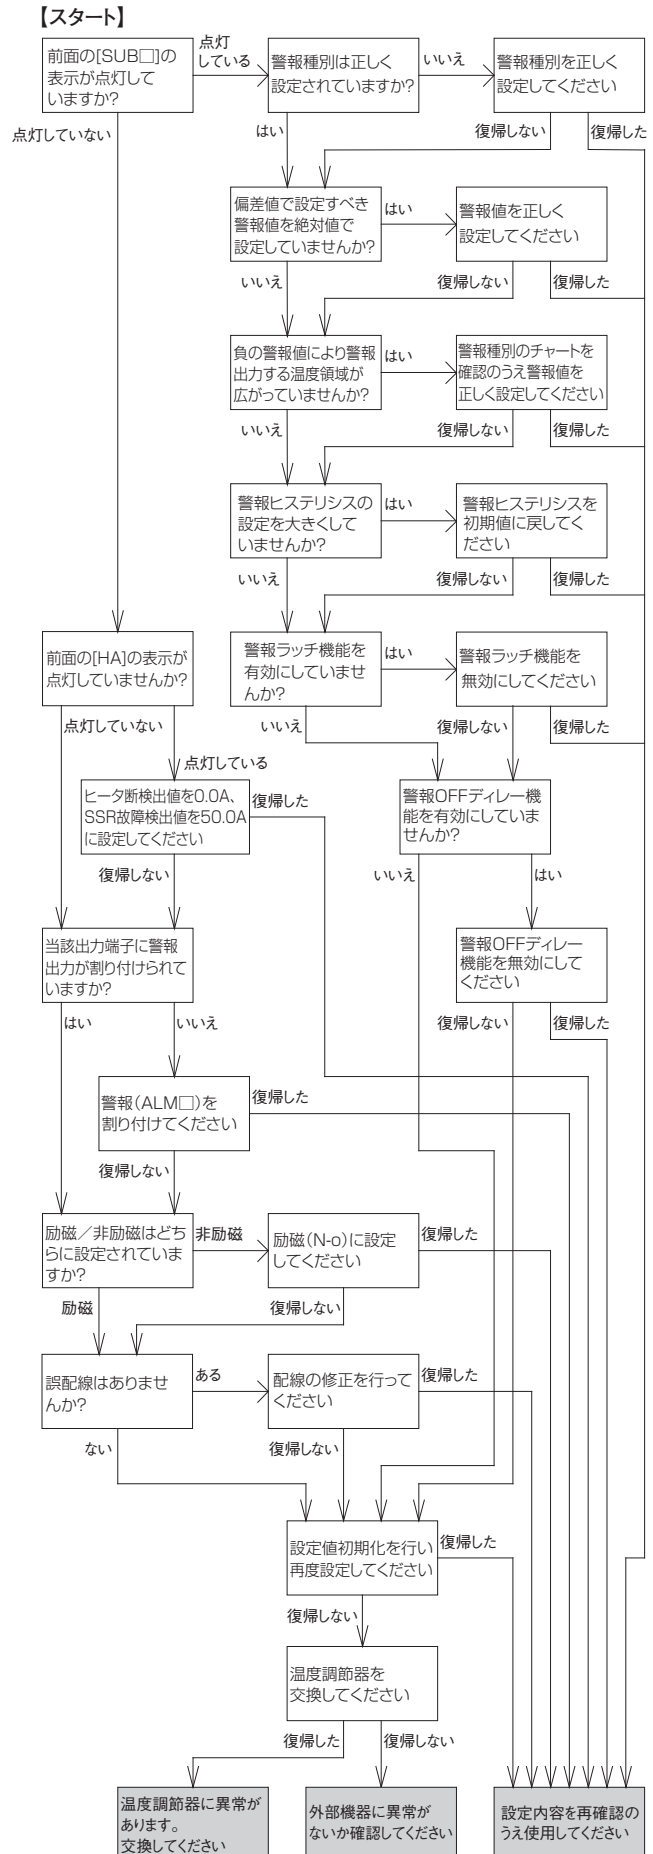 【スタート】
前面の[SUB□]の
表示が点灯して
いますか?
点灯
している
警報種別は正しく
設定されていますか?
いいえ
警報種別を正しく
設定してください
点灯していない
はい
復帰しない
復帰した
偏差値で設定すべき
警報値を絶対値で
設定していませんか?
はい
警報値を正しく
設定してください
いいえ
復帰しない
復帰した
負の警報値により警報
出力する温度領域が
広がっていませんか?
はい
警報種別のチャートを
確認のうえ警報値を
正しく設定してください
いいえ
復帰しない
復帰した
警報ヒステリシスの
設定を大きくして
いませんか?
はい
警報ヒステリシスを
初期値に戻してく
ださい
いいえ
復帰しない
復帰した
前面の[HA]の表示が
点灯していませんか?
警報ラッチ機能を
有効にしていませ
んか?
はい
警報ラッチ機能を
無効にしてください
点灯していない
いいえ
復帰しない
復帰した
点灯している
ヒータ断検出値を0.0A、
SSR故障検出値を50.0A
に設定してください
復帰した
警報OFFディレー機
能を有効にしていま
せんか?
復帰しない
いいえ
はい
当該出力端子に警報
出力が割り付けられて
いますか?
警報OFFディレー
機能を無効にして
ください
はい
いいえ
復帰しない
復帰した
警報(ALM□)を
割り付けてください
復帰した
復帰しない
励磁/非励磁はどち
らに設定されていま
すか?
非励磁
励磁(N-o)に設定
してください
復帰した
励磁
復帰しない
誤配線はありませ
んか?
ある
配線の修正を行って
ください
復帰した
ない
復帰しない
設定値初期化を行い
再度設定してください
復帰した
復帰しない
温度調節器を
交換してください
復帰した
復帰しない
温度調節器に異常が
あります。
交換してください
外部機器に異常が
ないか確認してください
設定内容を再確認の
うえ使用してください